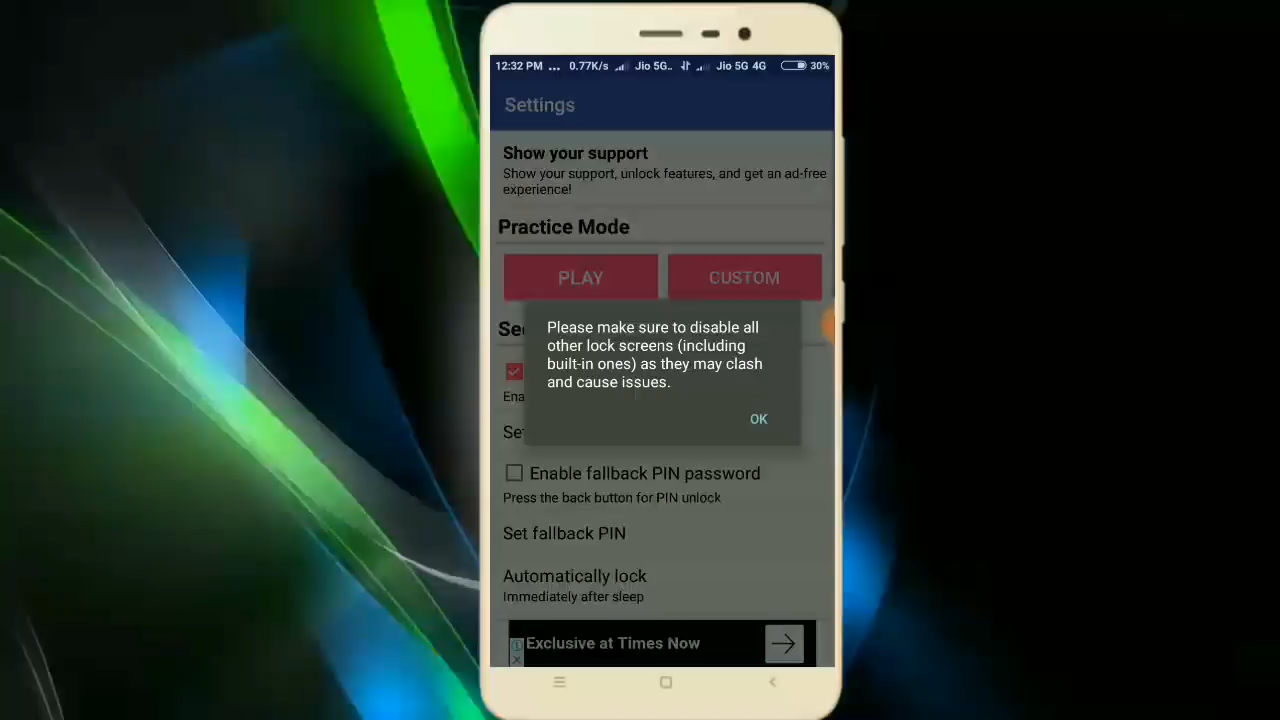 12:32 PM ... 0.77K/s Jio 5G.. Jio 5G 4G 30%
Settings
Show your support
Show your support, unlock features, and get an ad-free
experience!
Practice Mode
PLAY CUSTOM
Please make sure to disable all
other lock screens (including
built-in ones) as they may clash
and cause issues.
OK
Enable fallback PIN password
Press the back button for PIN unlock
Set fallback PIN
Automatically lock
Immediately after sleep
Exclusive at Times Now